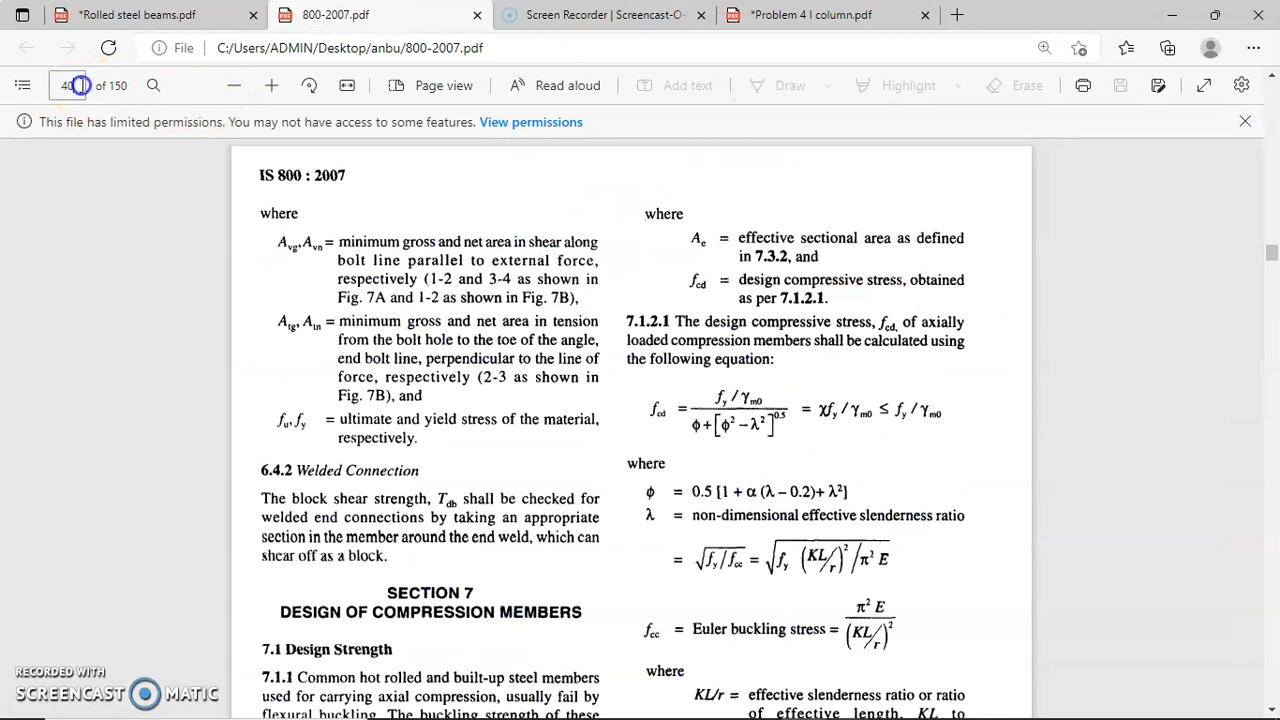 *Rolled steel beams.pdf
800-2007.pdf
Screen Recorder | Screencast-O-
*Problem 4 I column.pdf
File
C:/Users/ADMIN/Desktop/anbu/800-2007.pdf
40 of 150
Page view
Read aloud
Add text
Draw
Highlight
Erase
This file has limited permissions. You may not have access to some features. View permissions
IS 800 : 2007
where
A_vg, A_vn = minimum gross and net area in shear along
bolt line parallel to external force,
respectively (1-2 and 3-4 as shown in
Fig. 7A and 1-2 as shown in Fig. 7B),
A_tg, A_tn = minimum gross and net area in tension
from the bolt hole to the toe of the angle,
end bolt line, perpendicular to the line of
force, respectively (2-3 as shown in
Fig. 7B), and
f_u, f_y = ultimate and yield stress of the material,
respectively.
6.4.2 Welded Connection
The block shear strength, T_db shall be checked for
welded end connections by taking an appropriate
section in the member around the end weld, which can
shear off as a block.
SECTION 7
DESIGN OF COMPRESSION MEMBERS
7.1 Design Strength
7.1.1 Common hot rolled and built-up steel members
used for carrying axial compression, usually fail by
flexural buckling. The buckling strength of these
where
A_e = effective sectional area as defined
in 7.3.2, and
f_cd = design compressive stress, obtained
as per 7.1.2.1.
7.1.2.1 The design compressive stress, f_cd, of axially
loaded compression members shall be calculated using
the following equation:
f_cd = (f_y / γ_m0) / (ϕ + [ϕ² – λ²]^0.5) = χf_y / γ_m0 ≤ f_y / γ_m0
where
ϕ = 0.5 [1 + α (λ – 0.2)+ λ²]
λ = non-dimensional effective slenderness ratio
= √(f_y/f_cc) = √(f_y (KL/r)² / π² E)
f_cc = Euler buckling stress = π² E / (KL/r)²
where
KL/r = effective slenderness ratio or ratio
of effective length, KL to
RECORDED WITH
SCREENCAST MATIC